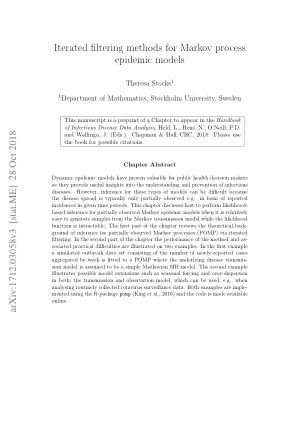 Iterated filtering methods for Markov process
epidemic models
Theresa Stocks¹
¹Department of Mathematics, Stockholm University, Sweden
This manuscript is a preprint of a Chapter to appear in the Handbook
of Infectious Disease Data Analysis, Held, L., Hens, N., O'Neill, P.D.
and Wallinga, J. (Eds.). Chapman & Hall/CRC, 2018. Please use
the book for possible citations.
Chapter Abstract
Dynamic epidemic models have proven valuable for public health decision makers
as they provide useful insights into the understanding and prevention of infectious
diseases. However, inference for these types of models can be difficult because
the disease spread is typically only partially observed e.g. in form of reported
incidences in given time periods. This chapter discusses how to perform likelihood-
based inference for partially observed Markov epidemic models when it is relatively
easy to generate samples from the Markov transmission model while the likelihood
function is intractable. The first part of the chapter reviews the theoretical back-
ground of inference for partially observed Markov processes (POMP) via iterated
filtering. In the second part of the chapter the performance of the method and as-
sociated practical difficulties are illustrated on two examples. In the first example
a simulated outbreak data set consisting of the number of newly reported cases
aggregated by week is fitted to a POMP where the underlying disease transmis-
sion model is assumed to be a simple Markovian SIR model. The second example
illustrates possible model extensions such as seasonal forcing and over-dispersion
in both, the transmission and observation model, which can be used, e.g., when
analysing routinely collected rotavirus surveillance data. Both examples are imple-
mented using the R-package pomp (King et al., 2016) and the code is made available
online.
arXiv:1712.03058v3 [stat.ME] 28 Oct 2018